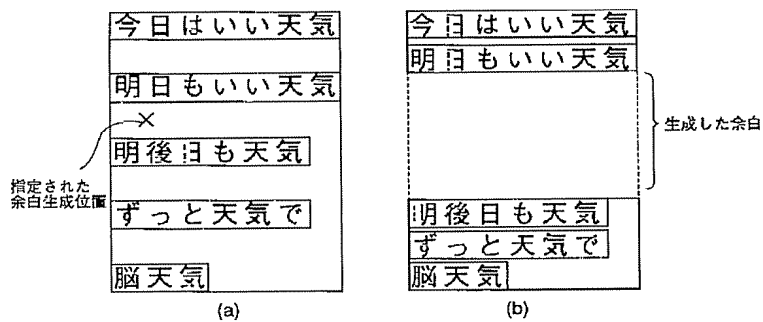 今日はいい天気
明日もいい天気
明後日も天気
ずっと天気で
脳天気
指定された
余白生成位置
(a)
今日はいい天気
明日もいい天気
生成した余白
明後日も天気
ずっと天気で
脳天気
(b)